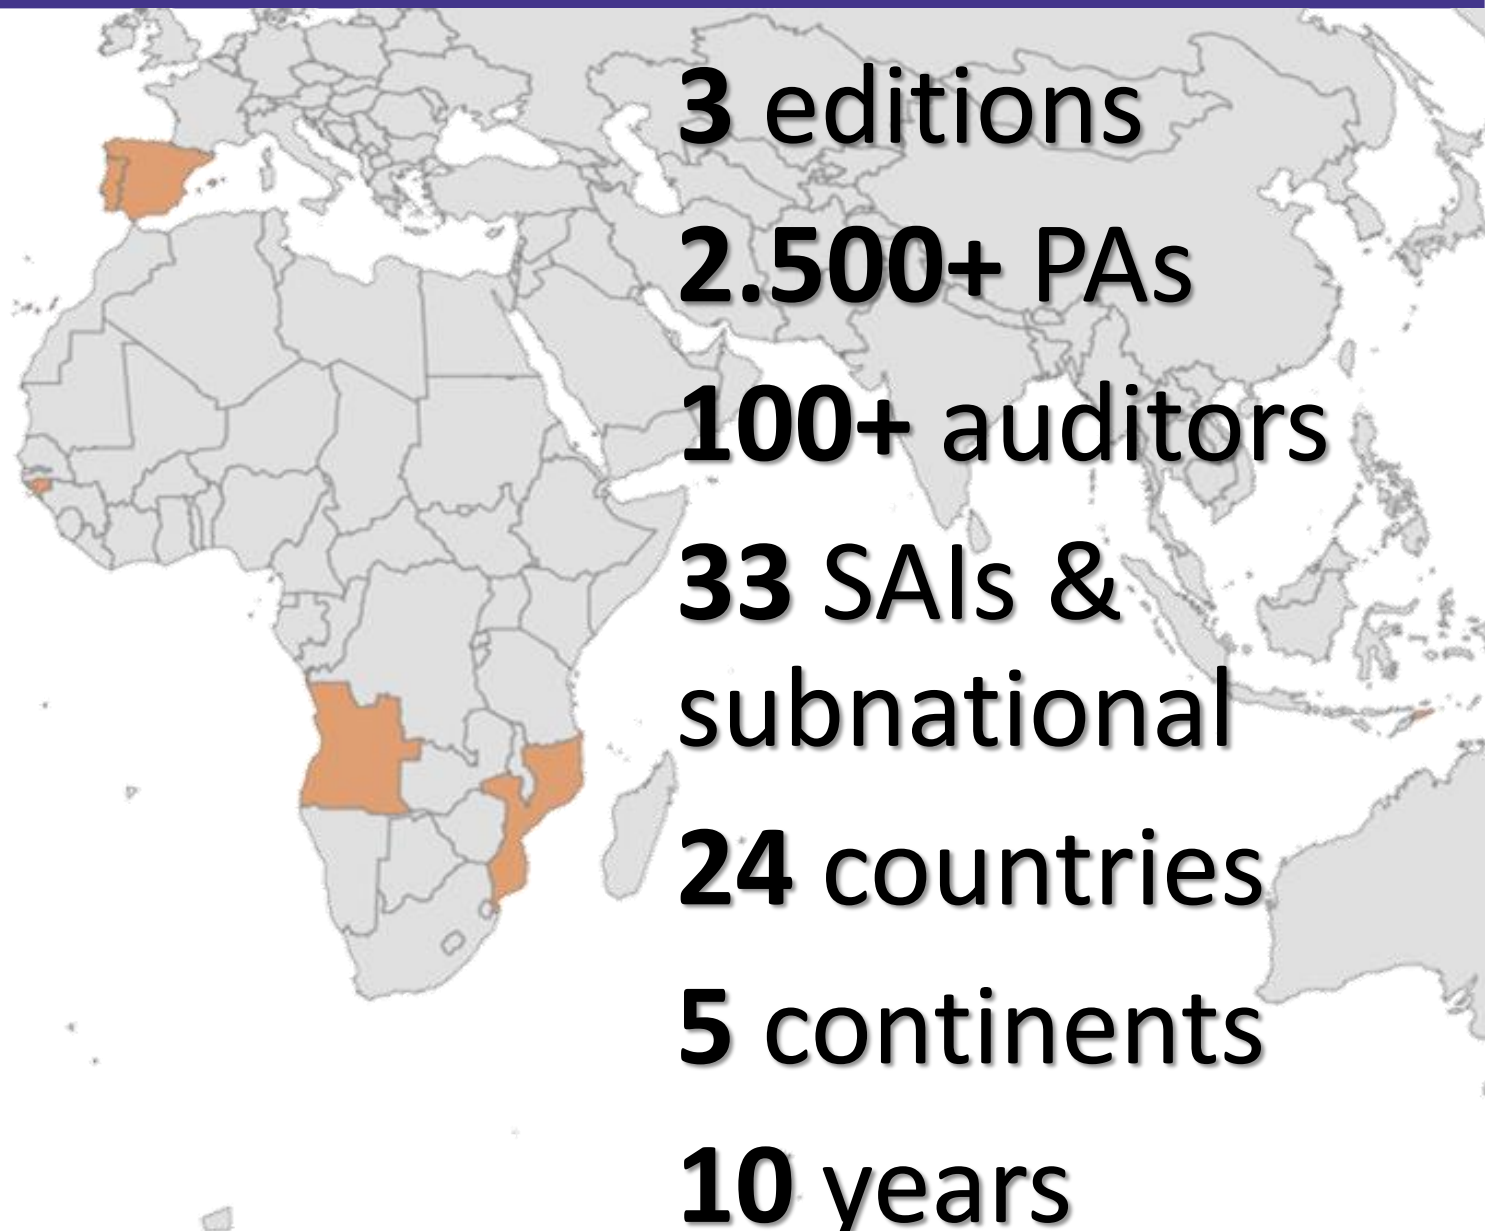 3 editions
2.500+ PAs
100+ auditors
33 SAIs &
subnational
24 countries
5 continents
10 years